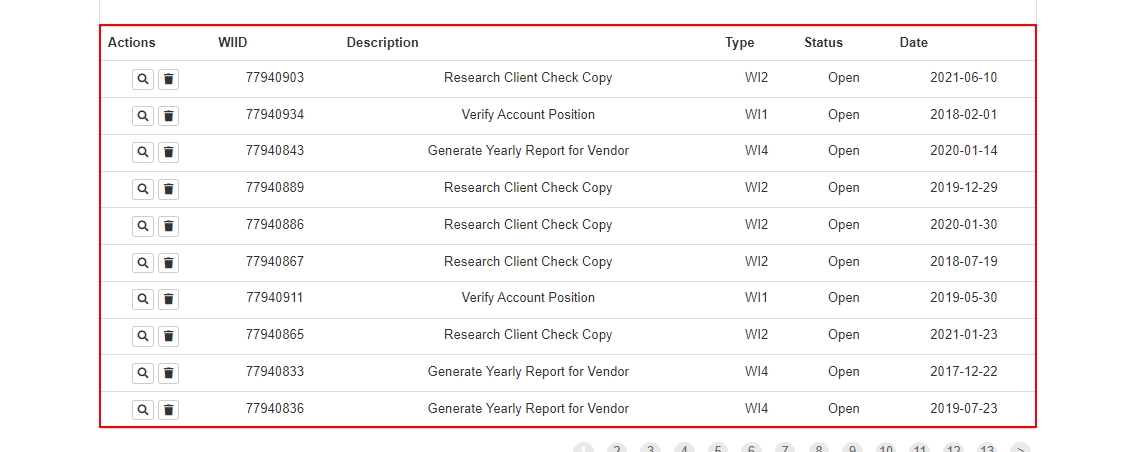 Actions WIID Description Type Status Date
77940903 Research Client Check Copy WI2 Open 2021-06-10
77940934 Verify Account Position WI1 Open 2018-02-01
77940843 Generate Yearly Report for Vendor WI4 Open 2020-01-14
77940889 Research Client Check Copy WI2 Open 2019-12-29
77940886 Research Client Check Copy WI2 Open 2020-01-30
77940867 Research Client Check Copy WI2 Open 2018-07-19
77940911 Verify Account Position WI1 Open 2019-05-30
77940865 Research Client Check Copy WI2 Open 2021-01-23
77940833 Generate Yearly Report for Vendor WI4 Open 2017-12-22
77940836 Generate Yearly Report for Vendor WI4 Open 2019-07-23
1 2 3 4 5 6 7 8 9 10 11 12 13 >